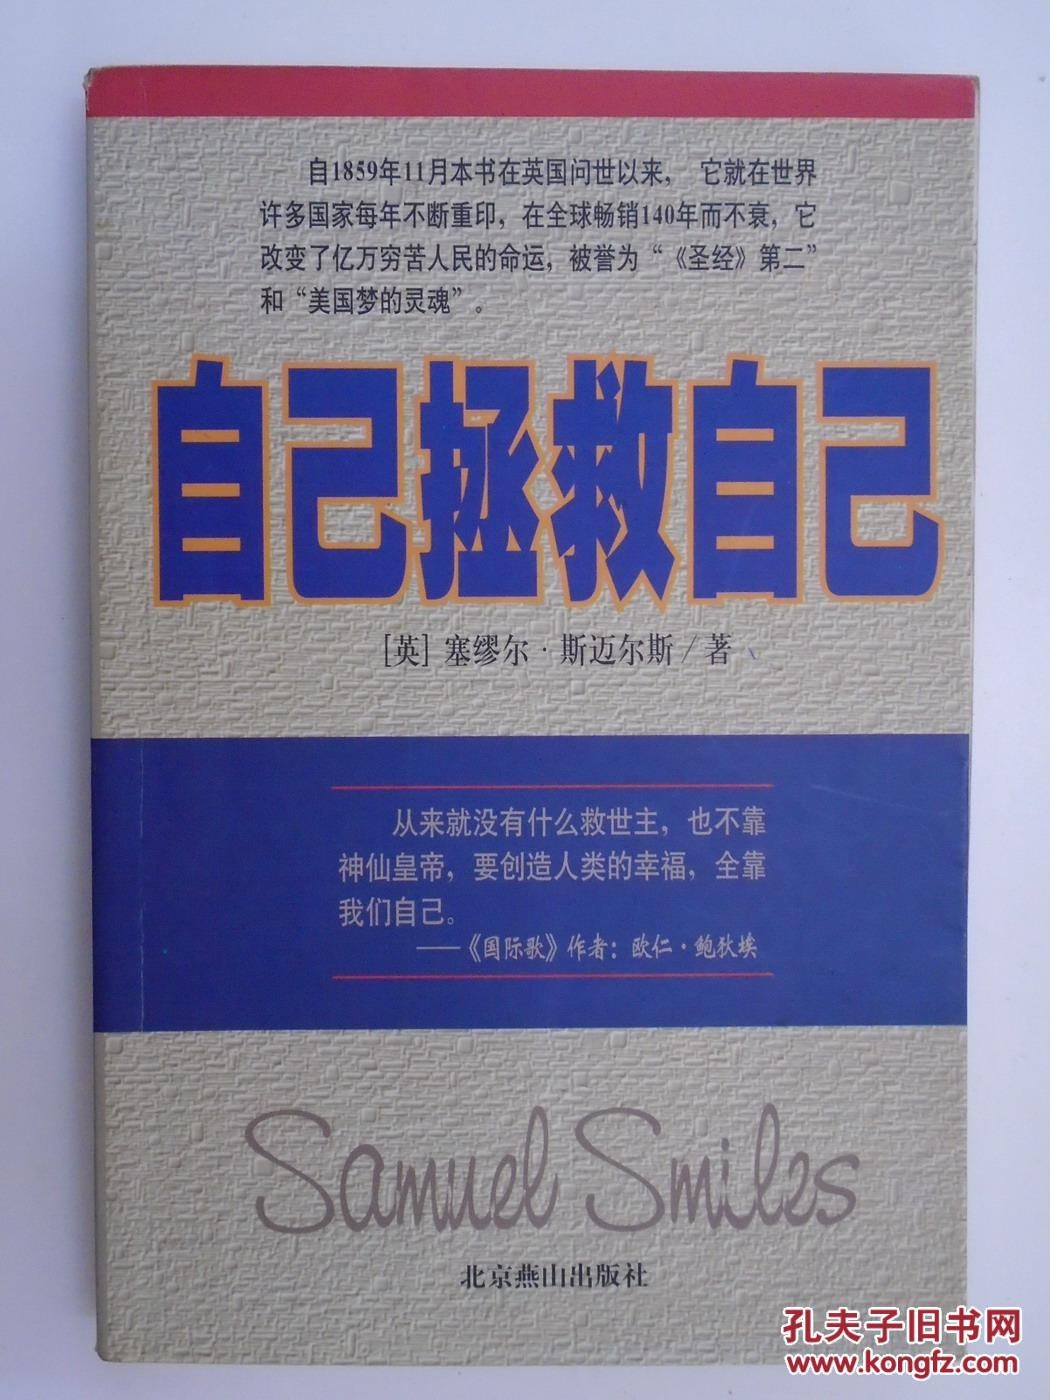 自1859年11月本书在英国问世以来， 它就在世界
许多国家每年不断重印，在全球畅销140年而不衰，它
改变了亿万穷苦人民的命运，被誉为“《圣经》第二”
和“美国梦的灵魂”。
自己拯救自己
[英] 塞缪尔·斯迈尔斯／著
从来就没有什么救世主，也不靠
神仙皇帝，要创造人类的幸福，全靠
我们自己。
——《国际歌》作者：欧仁·鲍狄埃
Samuel Smiles
北京燕山出版社
孔夫子旧书网
www.kongfz.com